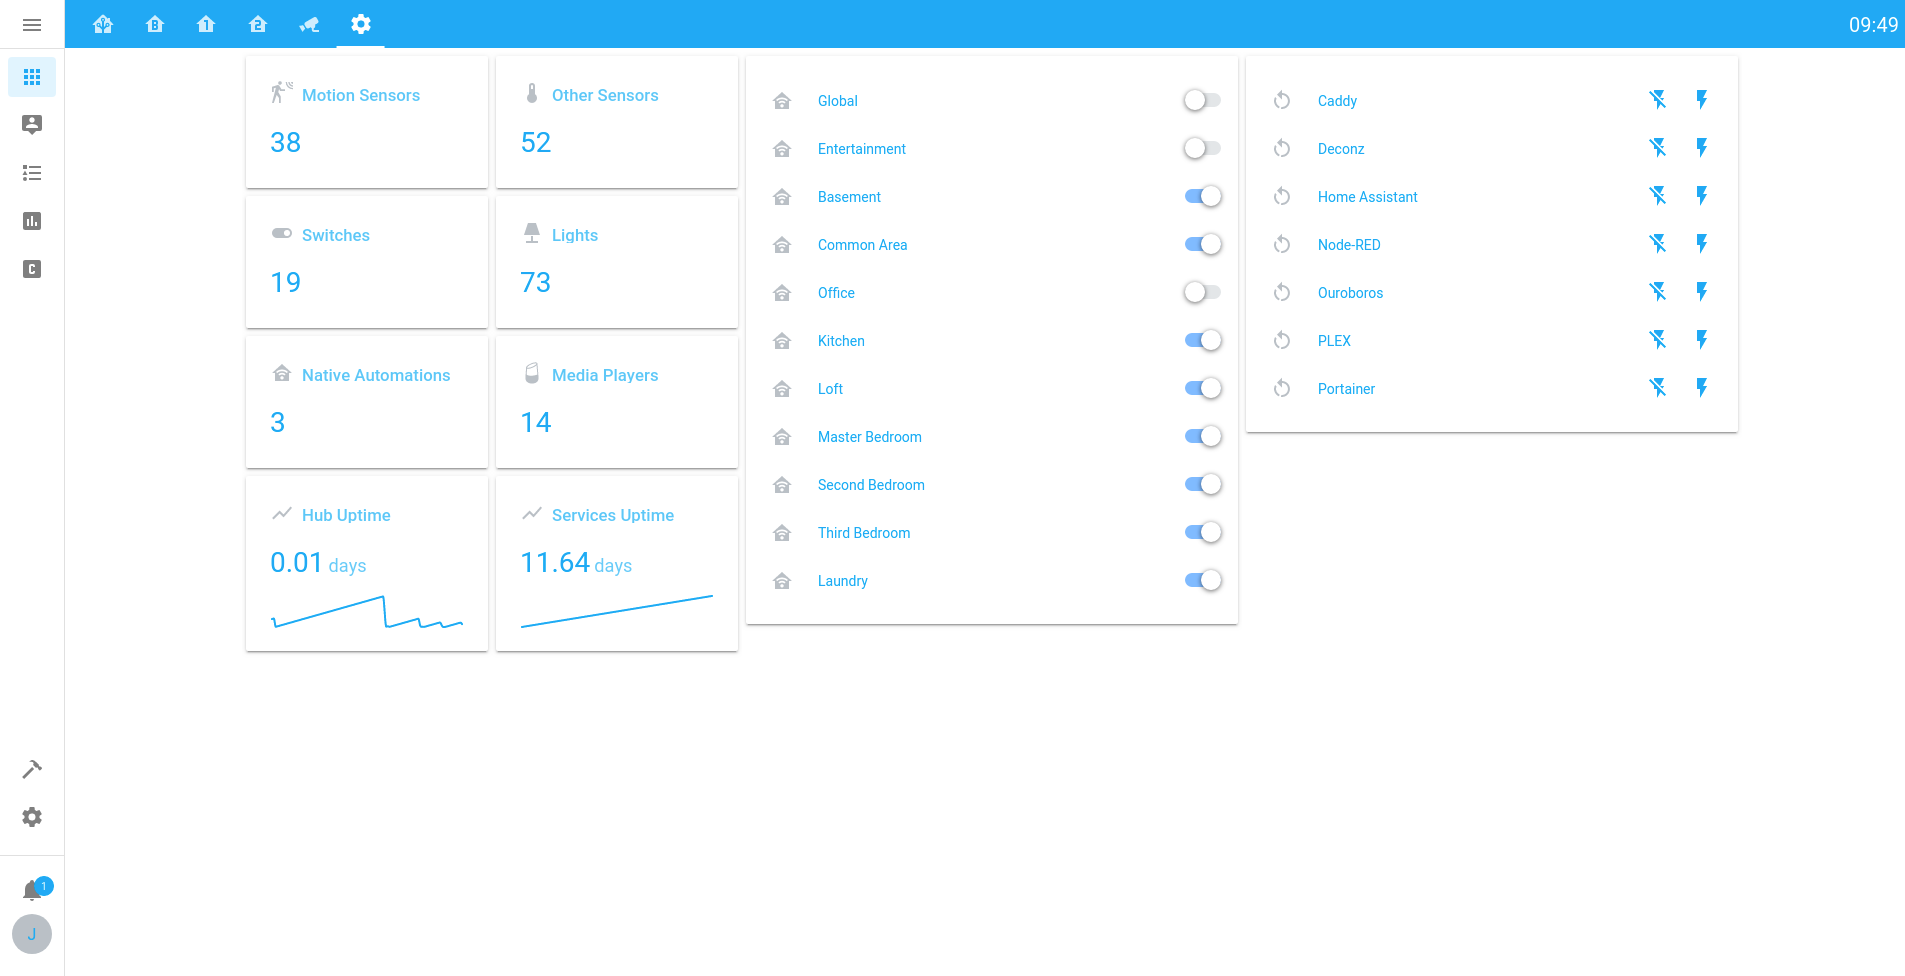 09:49
Motion Sensors
38
Other Sensors
52
Switches
19
Lights
73
Native Automations
3
Media Players
14
Hub Uptime
0.01 days
Services Uptime
11.64 days
Global
Entertainment
Basement
Common Area
Office
Kitchen
Loft
Master Bedroom
Second Bedroom
Third Bedroom
Laundry
Caddy
Deconz
Home Assistant
Node-RED
Ouroboros
PLEX
Portainer
B
1
2
C
1
J